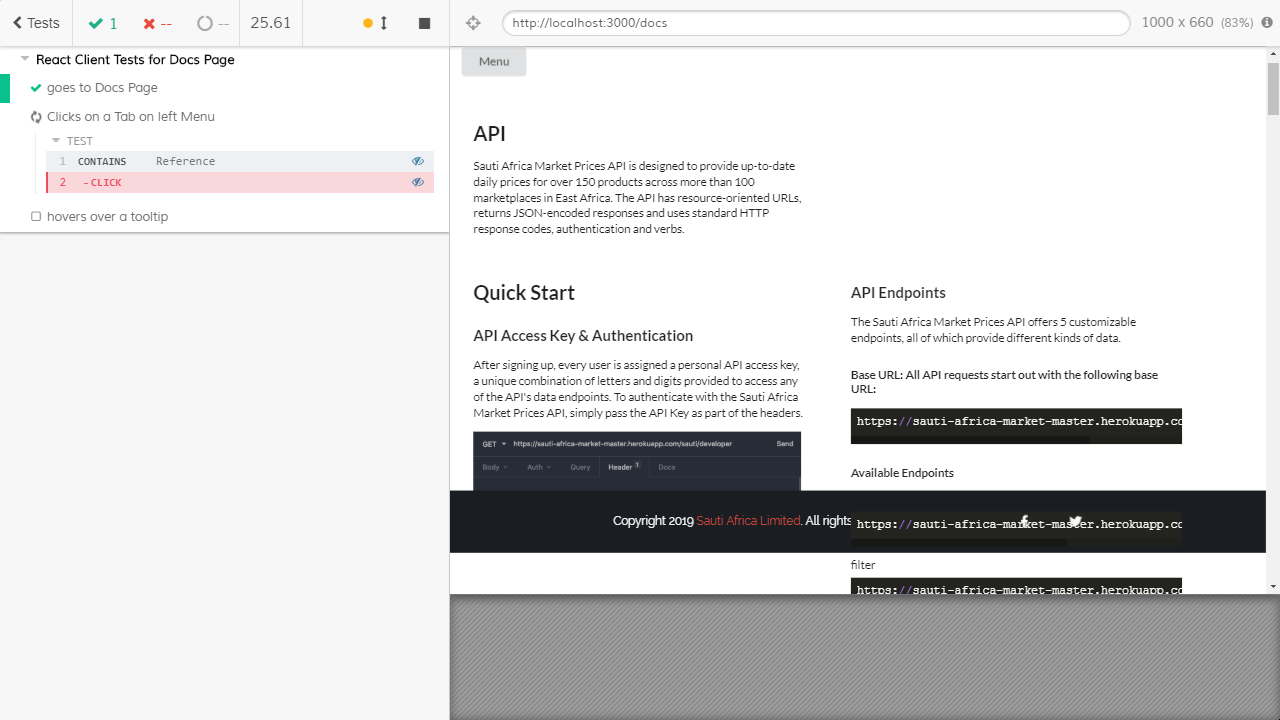 Tests
1
--
--
25.61
http://localhost:3000/docs
1000 x 660 (83%)
React Client Tests for Docs Page
goes to Docs Page
Clicks on a Tab on left Menu
TEST
1 CONTAINS Reference
2 - CLICK
hovers over a tooltip
Menu
API
Sauti Africa Market Prices API is designed to provide up-to-date
daily prices for over 150 products across more than 100
marketplaces in East Africa. The API has resource-oriented URLs,
returns JSON-encoded responses and uses standard HTTP
response codes, authentication and verbs.
Quick Start
API Access Key & Authentication
After signing up, every user is assigned a personal API access key,
a unique combination of letters and digits provided to access any
of the API's data endpoints. To authenticate with the Sauti Africa
Market Prices API, simply pass the API Key as part of the headers.
GET https://sauti-africa-market-master.herokuapp.com/sauti/developer Send
Body Auth Query Header 1 Docs
API Endpoints
The Sauti Africa Market Prices API offers 5 customizable
endpoints, all of which provide different kinds of data.
Base URL: All API requests start out with the following base
URL:
https://sauti-africa-market-master.herokuapp.co
Available Endpoints
https://sauti-africa-market-master.herokuapp.co
filter
https://sauti-africa-market-master.herokuapp.co
Copyright 2019 Sauti Africa Limited. All rights